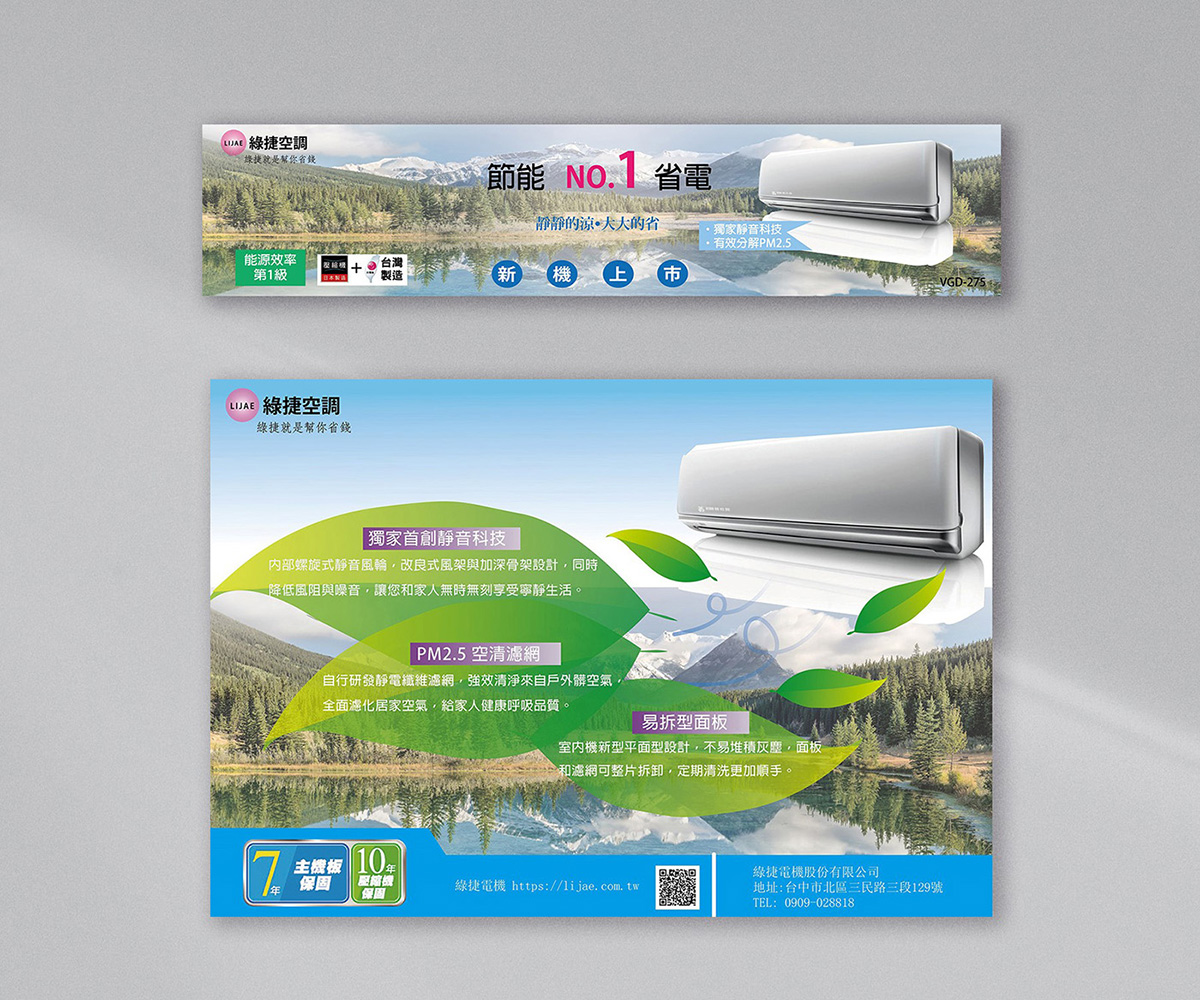 LIJAE 綠捷空調
綠捷就是幫你省錢
節能 NO.1 省電
靜靜的涼•大大的省
・獨家靜音科技
・有效分解PM2.5
能源效率
第1級
壓縮機
日本製造
+
台灣
製造
新 機 上 市
VGD-275
LIJAE 綠捷空調
綠捷就是幫你省錢
獨家首創靜音科技
內部螺旋式靜音風輪，改良式風架與加深骨架設計，同時
降低風阻與噪音，讓您和家人無時無刻享受寧靜生活。
PM2.5 空清濾網
自行研發靜電纖維濾網，強效清淨來自戶外髒空氣，
全面濾化居家空氣，給家人健康呼吸品質。
易拆型面板
室內機新型平面型設計，不易堆積灰塵，面板
和濾網可整片拆卸，定期清洗更加順手。
7年
主機板
保固
10年
壓縮機
保固
綠捷電機 https://lijae.com.tw
綠捷電機股份有限公司
地址:台中市北區三民路三段129號
TEL: 0909-028818